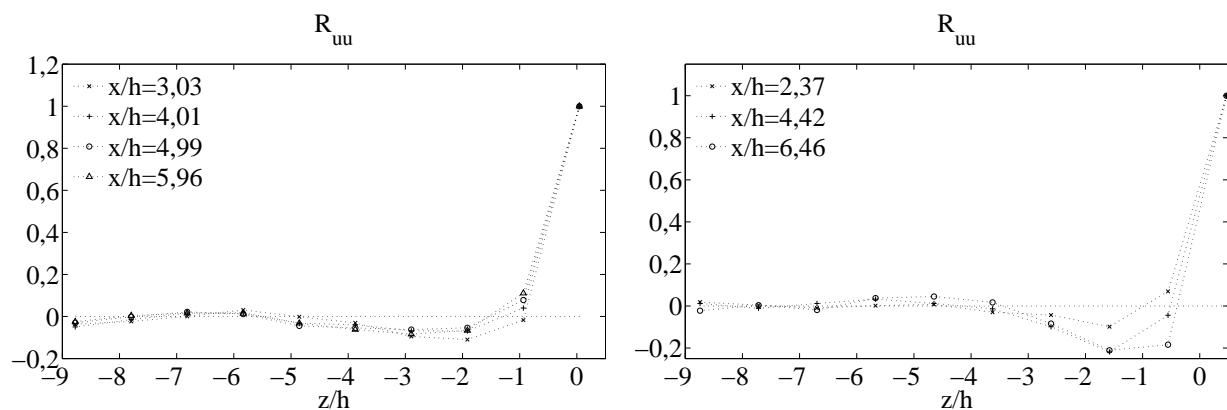 R_uu
1,2
1
0,8
0,6
0,4
0,2
0
−0,2
x/h=3,03
x/h=4,01
x/h=4,99
x/h=5,96
−9 −8 −7 −6 −5 −4 −3 −2 −1 0
z/h
R_uu
1
0,8
0,6
0,4
0,2
0
−0,2
x/h=2,37
x/h=4,42
x/h=6,46
−9 −8 −7 −6 −5 −4 −3 −2 −1 0
z/h